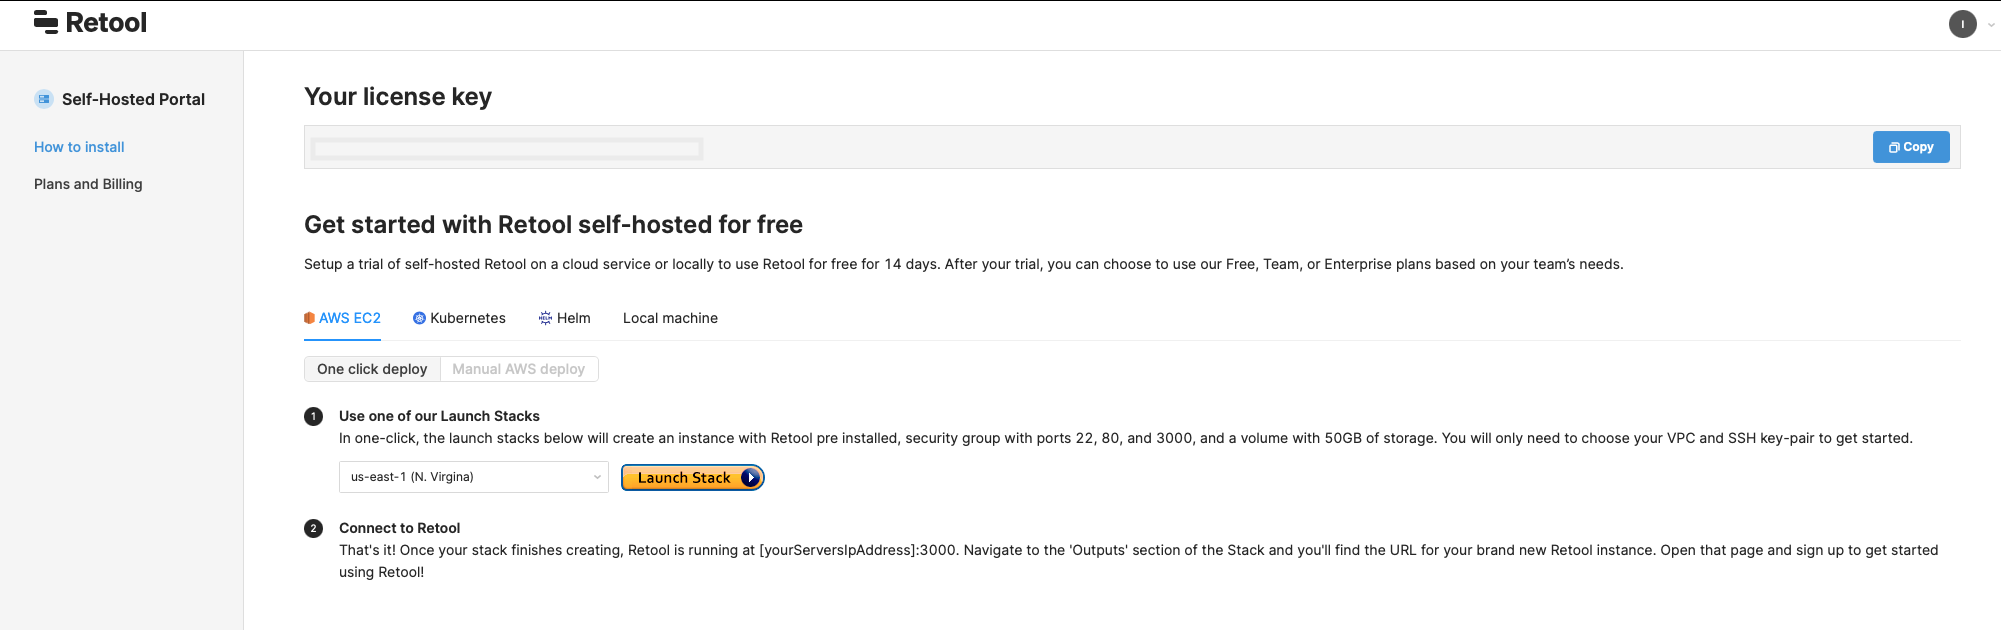 Retool
I
Self-Hosted Portal
How to install
Plans and Billing
Your license key
Copy
Get started with Retool self-hosted for free
Setup a trial of self-hosted Retool on a cloud service or locally to use Retool for free for 14 days. After your trial, you can choose to use our Free, Team, or Enterprise plans based on your team's needs.
AWS EC2 Kubernetes HELM Helm Local machine
One click deploy Manual AWS deploy
1 Use one of our Launch Stacks
In one-click, the launch stacks below will create an instance with Retool pre installed, security group with ports 22, 80, and 3000, and a volume with 50GB of storage. You will only need to choose your VPC and SSH key-pair to get started.
us-east-1 (N. Virgina) Launch Stack
2 Connect to Retool
That's it! Once your stack finishes creating, Retool is running at [yourServersIpAddress]:3000. Navigate to the 'Outputs' section of the Stack and you'll find the URL for your brand new Retool instance. Open that page and sign up to get started
using Retool!